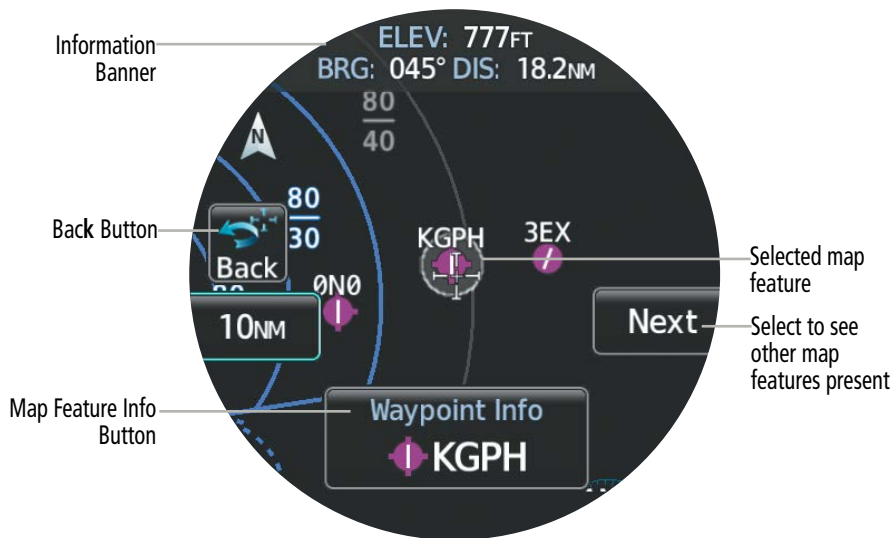 Information
Banner
ELEV: 777FT
BRG: 045° DIS: 18.2NM
80
40
N
Back Button
80
30
Back
KGPH
3EX
Selected map
feature
0N0
10NM
Next
Select to see
other map
features present
Map Feature Info
Button
Waypoint Info
KGPH